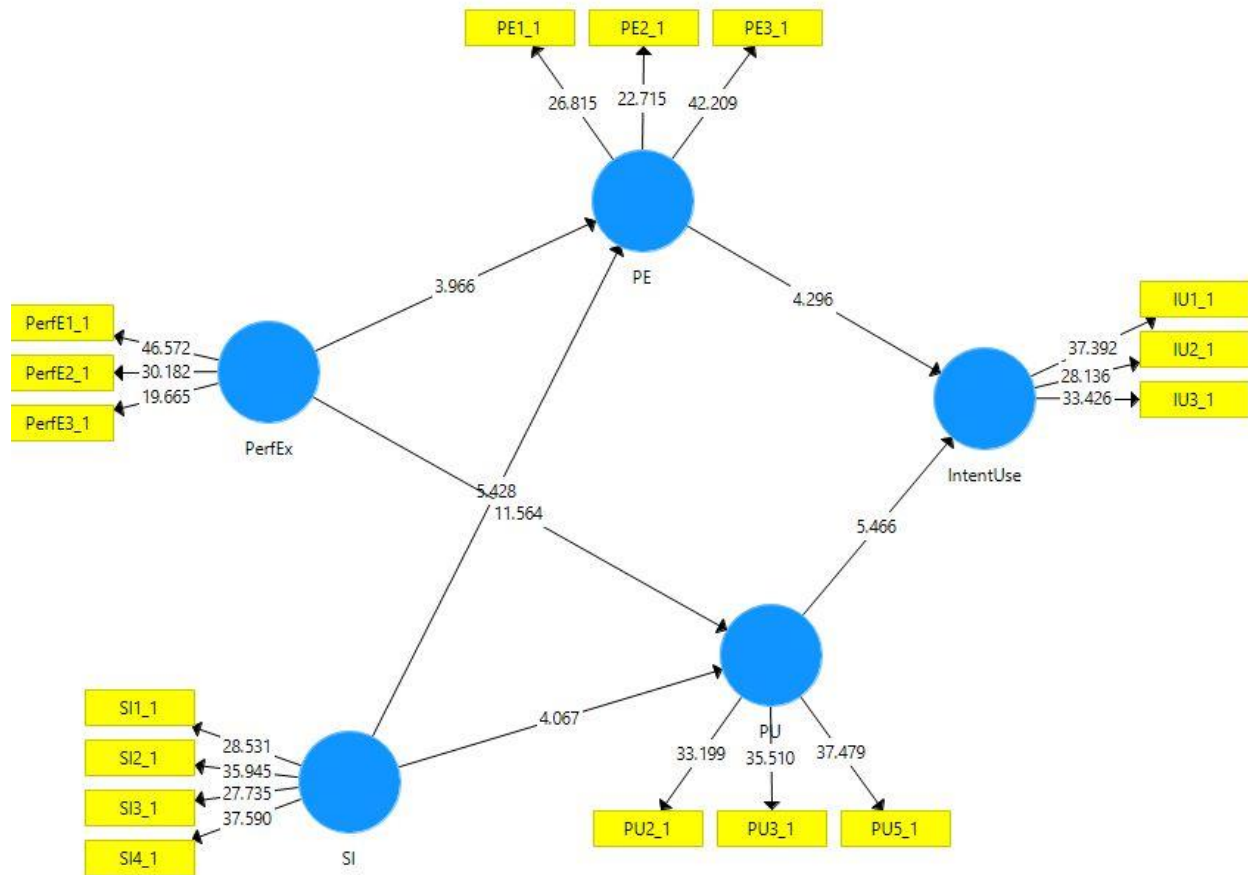 PE1_1
PE2_1
PE3_1
26.815
22.715
42.209
PE
3.966
4.296
PerfE1_1
PerfE2_1
PerfE3_1
46.572
30.182
19.665
PerfEx
IU1_1
IU2_1
IU3_1
37.392
28.136
33.426
IntentUse
5.428
11.564
5.466
SI1_1
SI2_1
SI3_1
SI4_1
28.531
35.945
27.735
37.590
SI
4.067
PU
33.199
35.510
37.479
PU2_1
PU3_1
PU5_1